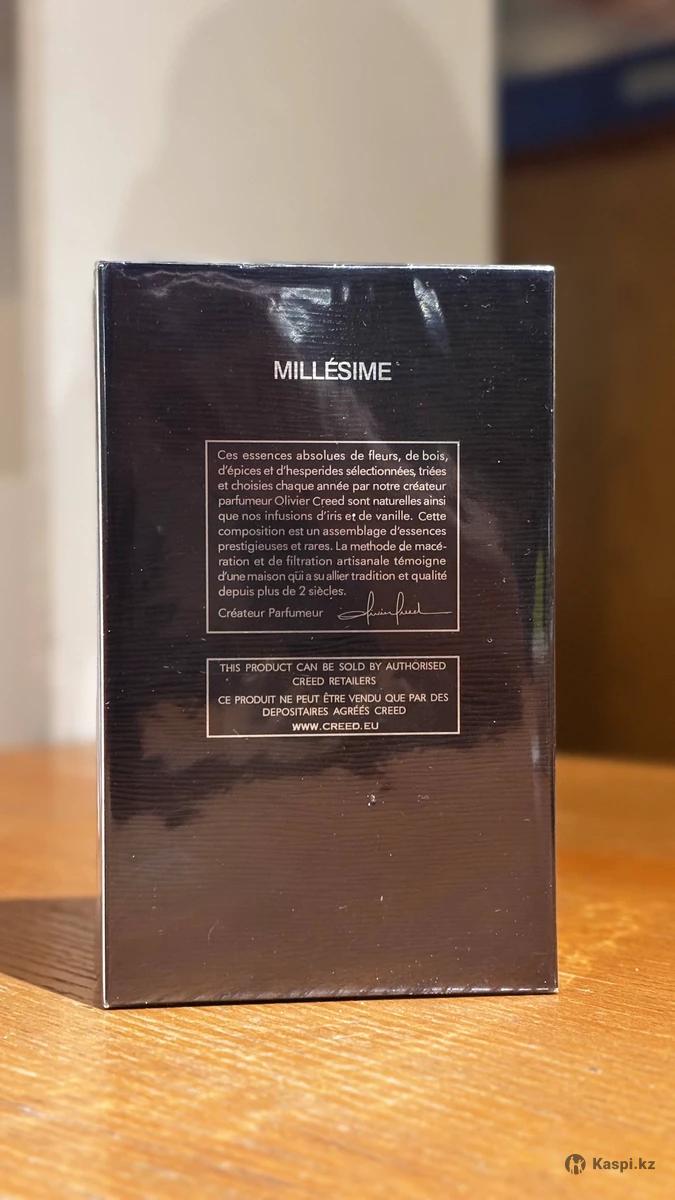 MILLÉSIME
Ces essences absolues de fleurs, de bois,
d'épices et d'hesperides sélectionnées, triées
et choisies chaque année par notre créateur
parfumeur Olivier Creed sont naturelles ainsi
que nos infusions d'iris et de vanille. Cette
composition est un assemblage d'essences
prestigieuses et rares. La methode de macé-
ration et de filtration artisanale témoigne
d'une maison qui a su allier tradition et qualité
depuis plus de 2 siècles.
Créateur Parfumeur Olivier Creed
THIS PRODUCT CAN BE SOLD BY AUTHORISED
CREED RETAILERS
CE PRODUIT NE PEUT ÊTRE VENDU QUE PAR DES
DEPOSITAIRES AGRÉÉS CREED
WWW.CREED.EU
Kaspi.kz